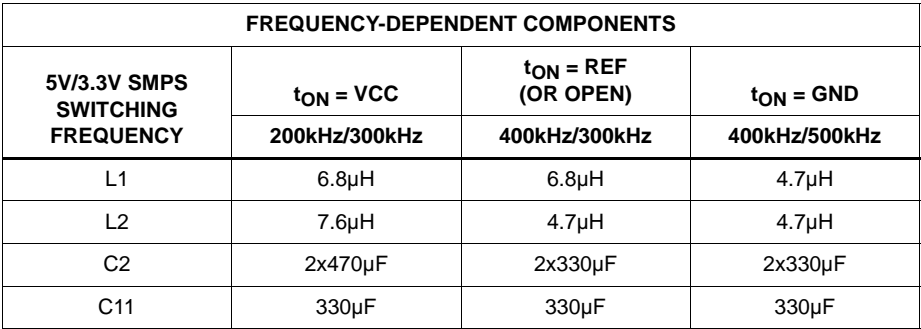 FREQUENCY-DEPENDENT COMPONENTS
5V/3.3V SMPS
SWITCHING
FREQUENCY
tON = VCC
tON = REF
(OR OPEN)
tON = GND
200kHz/300kHz 400kHz/300kHz 400kHz/500kHz
L1 6.8µH 6.8µH 4.7µH
L2 7.6µH 4.7µH 4.7µH
C2 2x470µF 2x330µF 2x330µF
C11 330µF 330µF 330µF